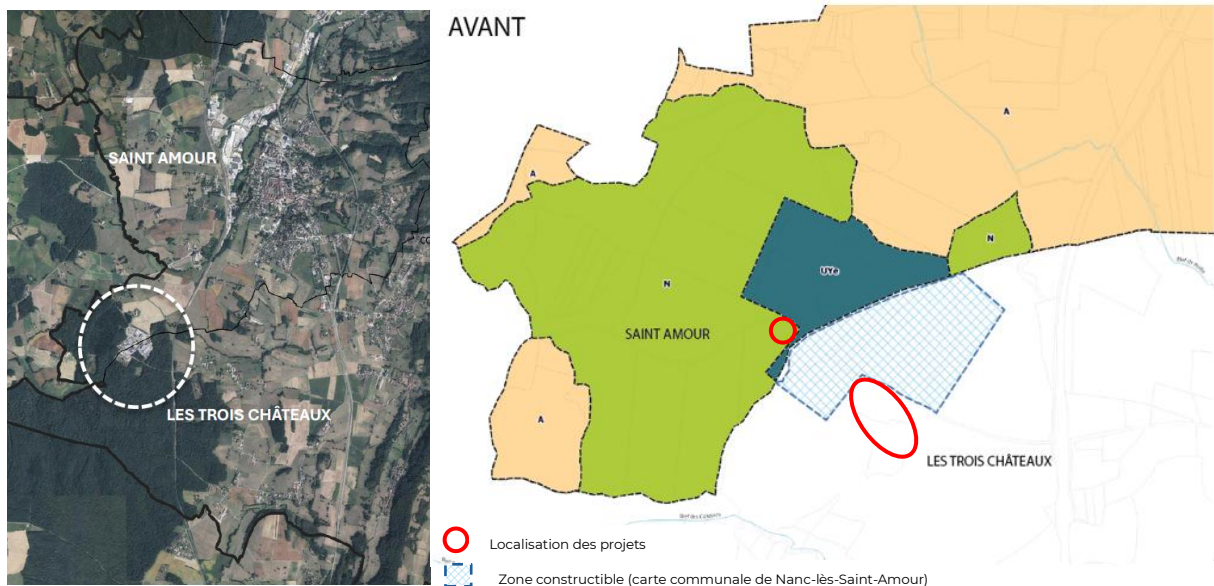 SAINT AMOUR
LES TROIS CHÂTEAUX
AVANT
A
A
N
UYe
N
SAINT AMOUR
A
LES TROIS CHÂTEAUX
Localisation des projets
Zone constructible (carte communale de Nanc-lès-Saint-Amour)